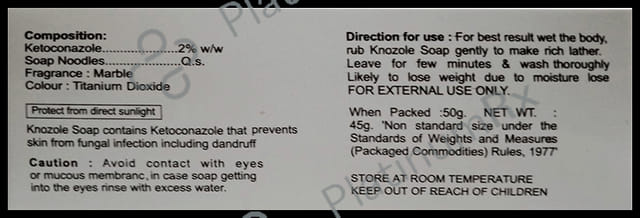 Composition:
Ketoconazole.................2% w/w
Soap Noodles.....................Q.s.
Fragrance : Marble
Colour : Titanium Dioxide
Protect from direct sunlight
Knozole Soap contains Ketoconazole that prevents
skin from fungal infection including dandruff
Caution : Avoid contact with eyes
or mucous membranc, in case soap getting
into the eyes rinse with excess water.
Direction for use : For best result wet the body,
rub Knozole Soap gently to make rich lather.
Leave for few minutes & wash thoroughly
Likely to lose weight due to moisture lose
FOR EXTERNAL USE ONLY.
When Packed :50g. NET WT. :
45g. 'Non standard size under the
Standards of Weights and Measures
(Packaged Commodities) Rules, 1977'
STORE AT ROOM TEMPERATURE
KEEP OUT OF REACH OF CHILDREN
PlatinumRx